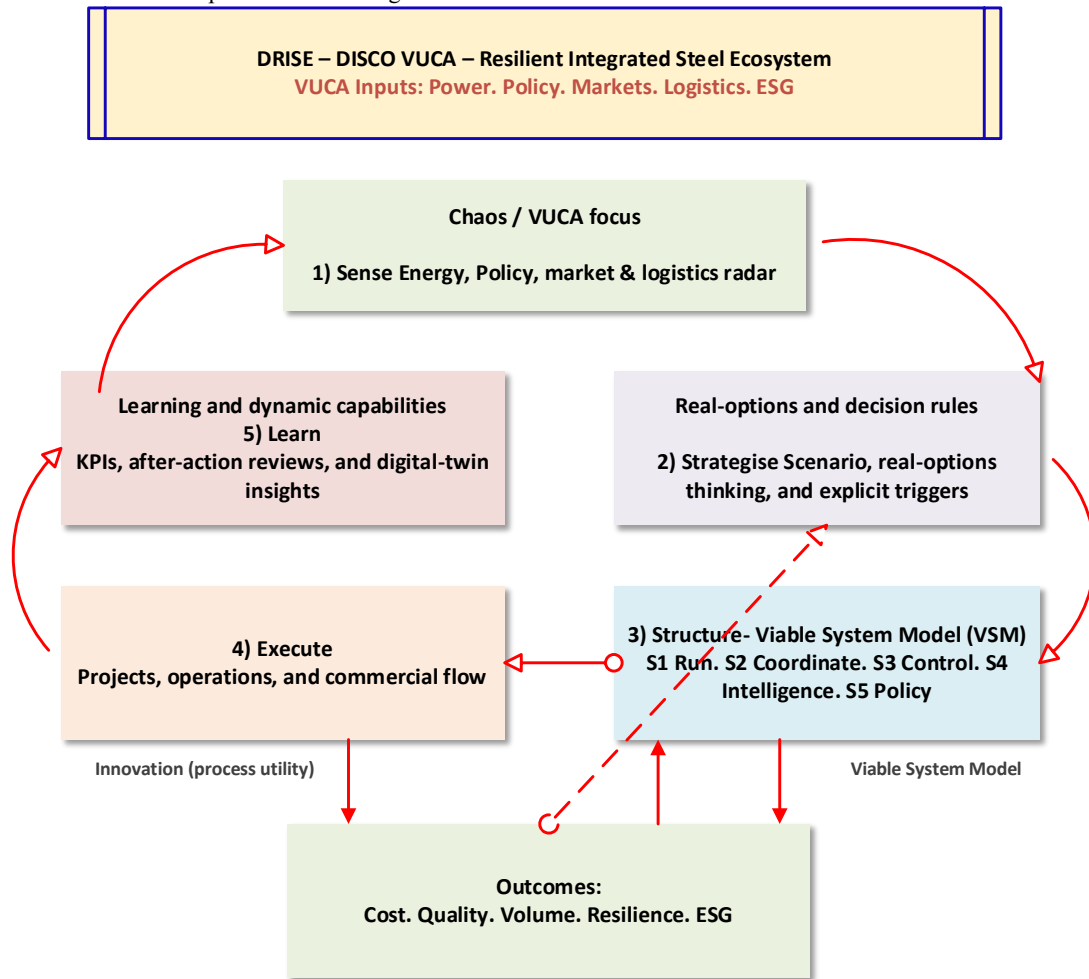 DRISE – DISCO VUCA – Resilient Integrated Steel Ecosystem
VUCA Inputs: Power. Policy. Markets. Logistics. ESG
Chaos / VUCA focus
1) Sense Energy, Policy, market & logistics radar
Learning and dynamic capabilities
5) Learn
KPIs, after-action reviews, and digital-twin
insights
Real-options and decision rules
2) Strategise Scenario, real-options
thinking, and explicit triggers
4) Execute
Projects, operations, and commercial flow
3) Structure- Viable System Model (VSM)
S1 Run. S2 Coordinate. S3 Control. S4
Intelligence. S5 Policy
Innovation (process utility)
Viable System Model
Outcomes:
Cost. Quality. Volume. Resilience. ESG